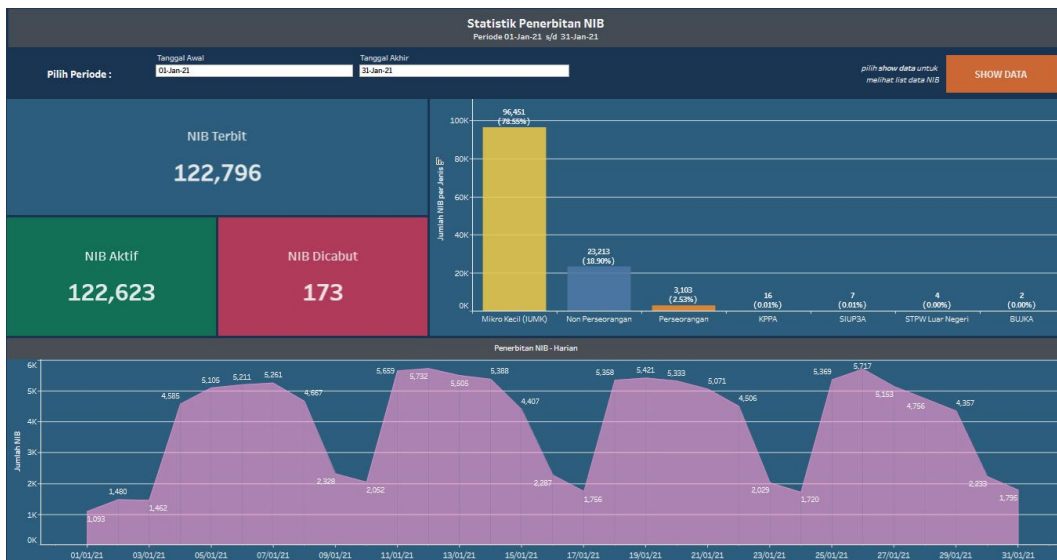 Statistik Penerbitan NIB
Periode 01-Jan-21 s/d 31-Jan-21
Pilih Periode :
Tanggal Awal
01-Jan-21
Tanggal Akhir
31-Jan-21
pilih show data untuk
melihat list data NIB
SHOW DATA
NIB Terbit
122,796
NIB Aktif
122,623
NIB Dicabut
173
Jumlah NIB per Jenis
100K
80K
60K
40K
20K
0K
96,451
(78.55%)
23,213
(18.90%)
3,103
(2.53%)
16
(0.01%)
7
(0.01%)
4
(0.00%)
2
(0.00%)
Mikro Kecil (IUMK)
Non Perseorangan
Perseorangan
KPPA
SIUP3A
STPW Luar Negeri
BUJKA
Penerbitan NIB - Harian
Jumlah NIB
6K
5K
4K
3K
2K
1K
0K
1,093
1,480
1,462
4,585
5,105
5,211
5,261
4,667
2,328
2,052
5,659
5,732
5,505
5,388
4,407
2,287
1,756
5,358
5,421
5,333
5,071
4,506
2,029
1,720
5,369
5,717
5,153
4,756
4,357
2,233
1,795
01/01/21
03/01/21
05/01/21
07/01/21
09/01/21
11/01/21
13/01/21
15/01/21
17/01/21
19/01/21
21/01/21
23/01/21
25/01/21
27/01/21
29/01/21
31/01/21